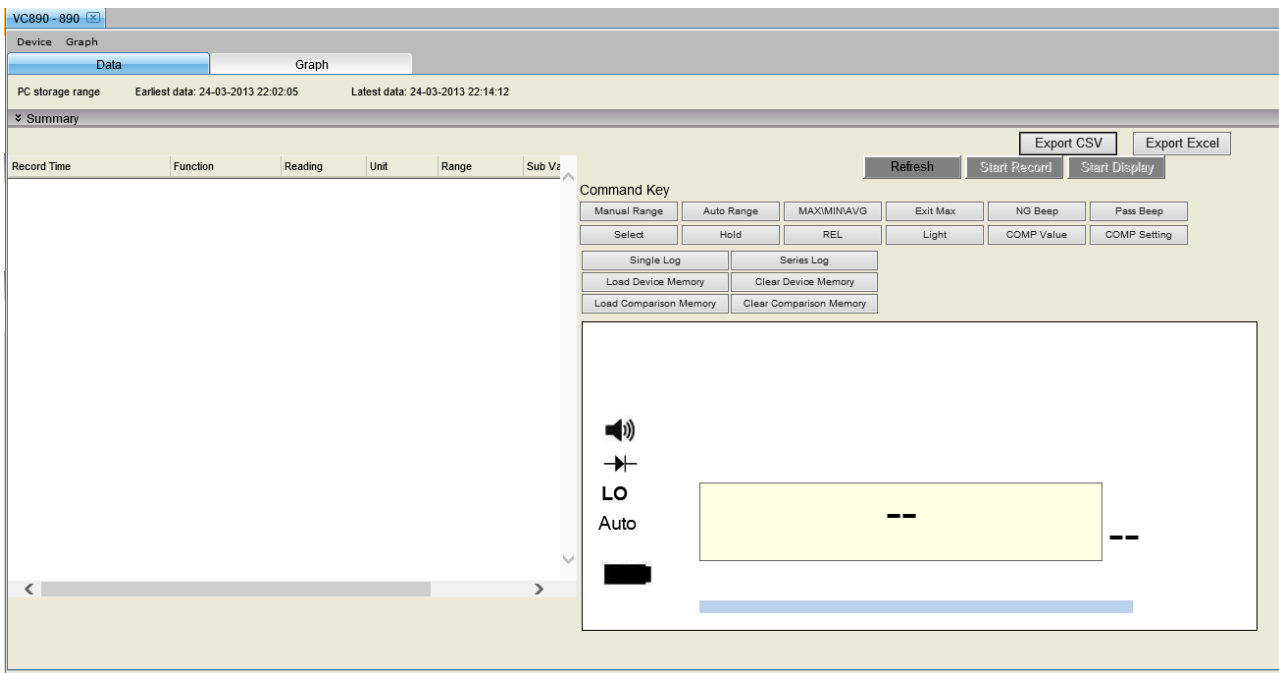 VC890 - 890
Device Graph
Data Graph
PC storage range Earliest data: 24-03-2013 22:02:05 Latest data: 24-03-2013 22:14:12
Summary
Export CSV Export Excel
Record Time Function Reading Unit Range Sub Va
Refresh Start Record Start Display
Command Key
Manual Range Auto Range MAX\MIN\AVG Exit Max NG Beep Pass Beep
Select Hold REL Light COMP Value COMP Setting
Single Log Series Log
Load Device Memory Clear Device Memory
Load Comparison Memory Clear Comparison Memory
LO
--
Auto
--